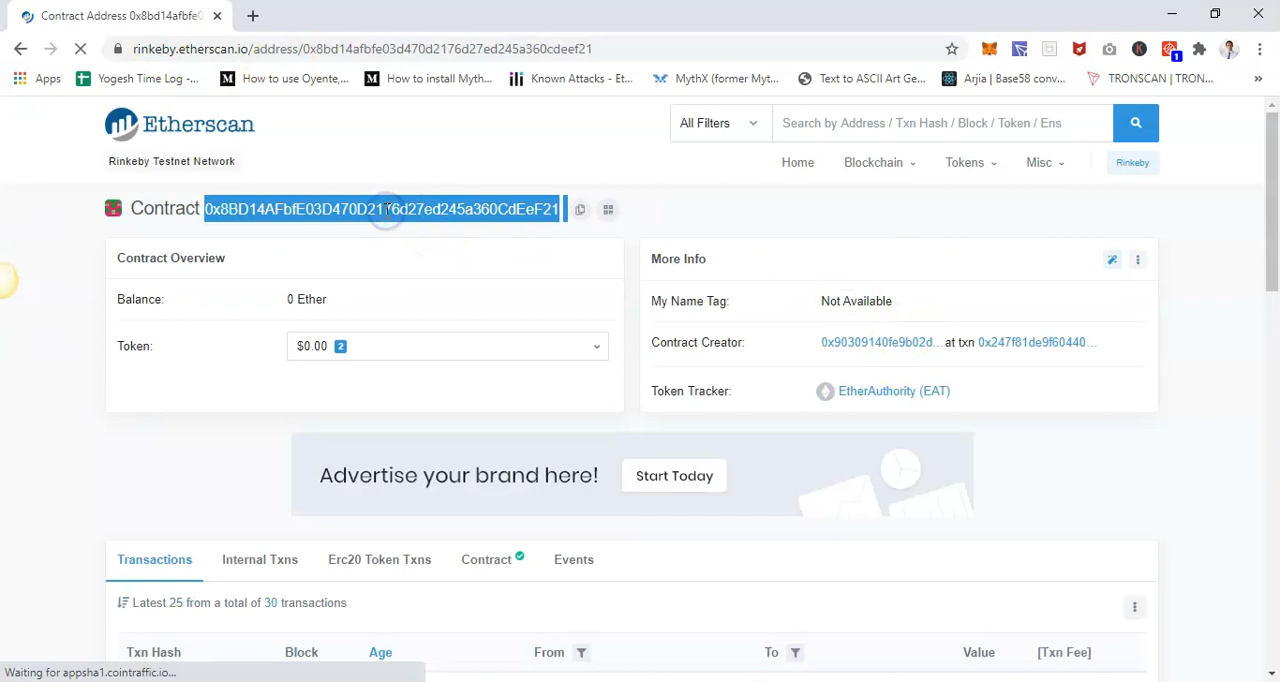 Contract Address 0x8bd14afbfe0
rinkeby.etherscan.io/address/0x8bd14afbfe03d470d2176d27ed245a360cdeef21
1
Apps
Yogesh Time Log -...
How to use Oyente,...
How to install Myth...
Known Attacks - Et...
MythX (former Myt...
Text to ASCII Art Ge...
Arjia | Base58 conv...
TRONSCAN | TRON...
»
Etherscan
All Filters
Search by Address / Txn Hash / Block / Token / Ens
Rinkeby Testnet Network
Home
Blockchain
Tokens
Misc
Rinkeby
Contract 0x8BD14AFbfE03D470D2176d27ed245a360CdEeF21
Contract Overview
Balance: 0 Ether
Token: $0.00 2
More Info
My Name Tag: Not Available
Contract Creator: 0x90309140fe9b02d... at txn 0x247f81de9f60440...
Token Tracker: EtherAuthority (EAT)
Advertise your brand here! Start Today
Transactions
Internal Txns
Erc20 Token Txns
Contract
Events
Latest 25 from a total of 30 transactions
Txn Hash
Block
Age
From
To
Value
[Txn Fee]
Waiting for appsha1.cointraffic.io...